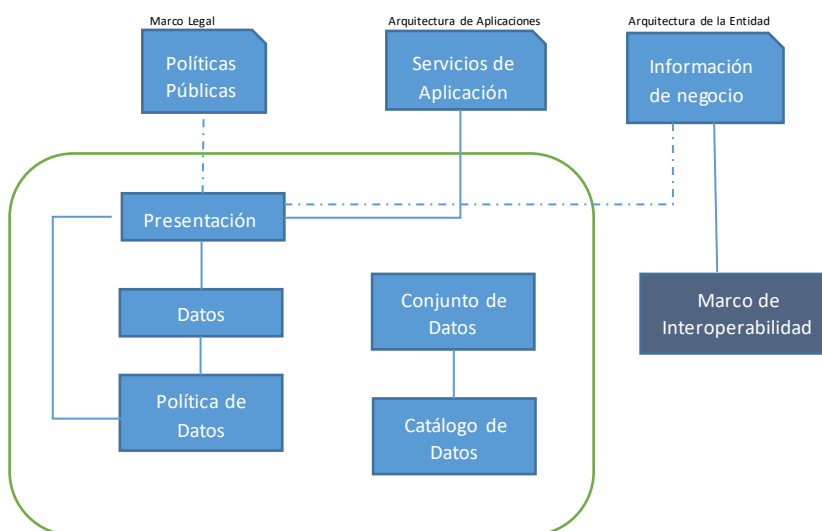 Marco Legal
Arquitectura de Aplicaciones
Arquitectura de la Entidad
Políticas
Públicas
Servicios de
Aplicación
Información
de negocio
Presentación
Datos
Conjunto de
Datos
Marco de
Interoperabilidad
Política de
Datos
Catálogo de
Datos